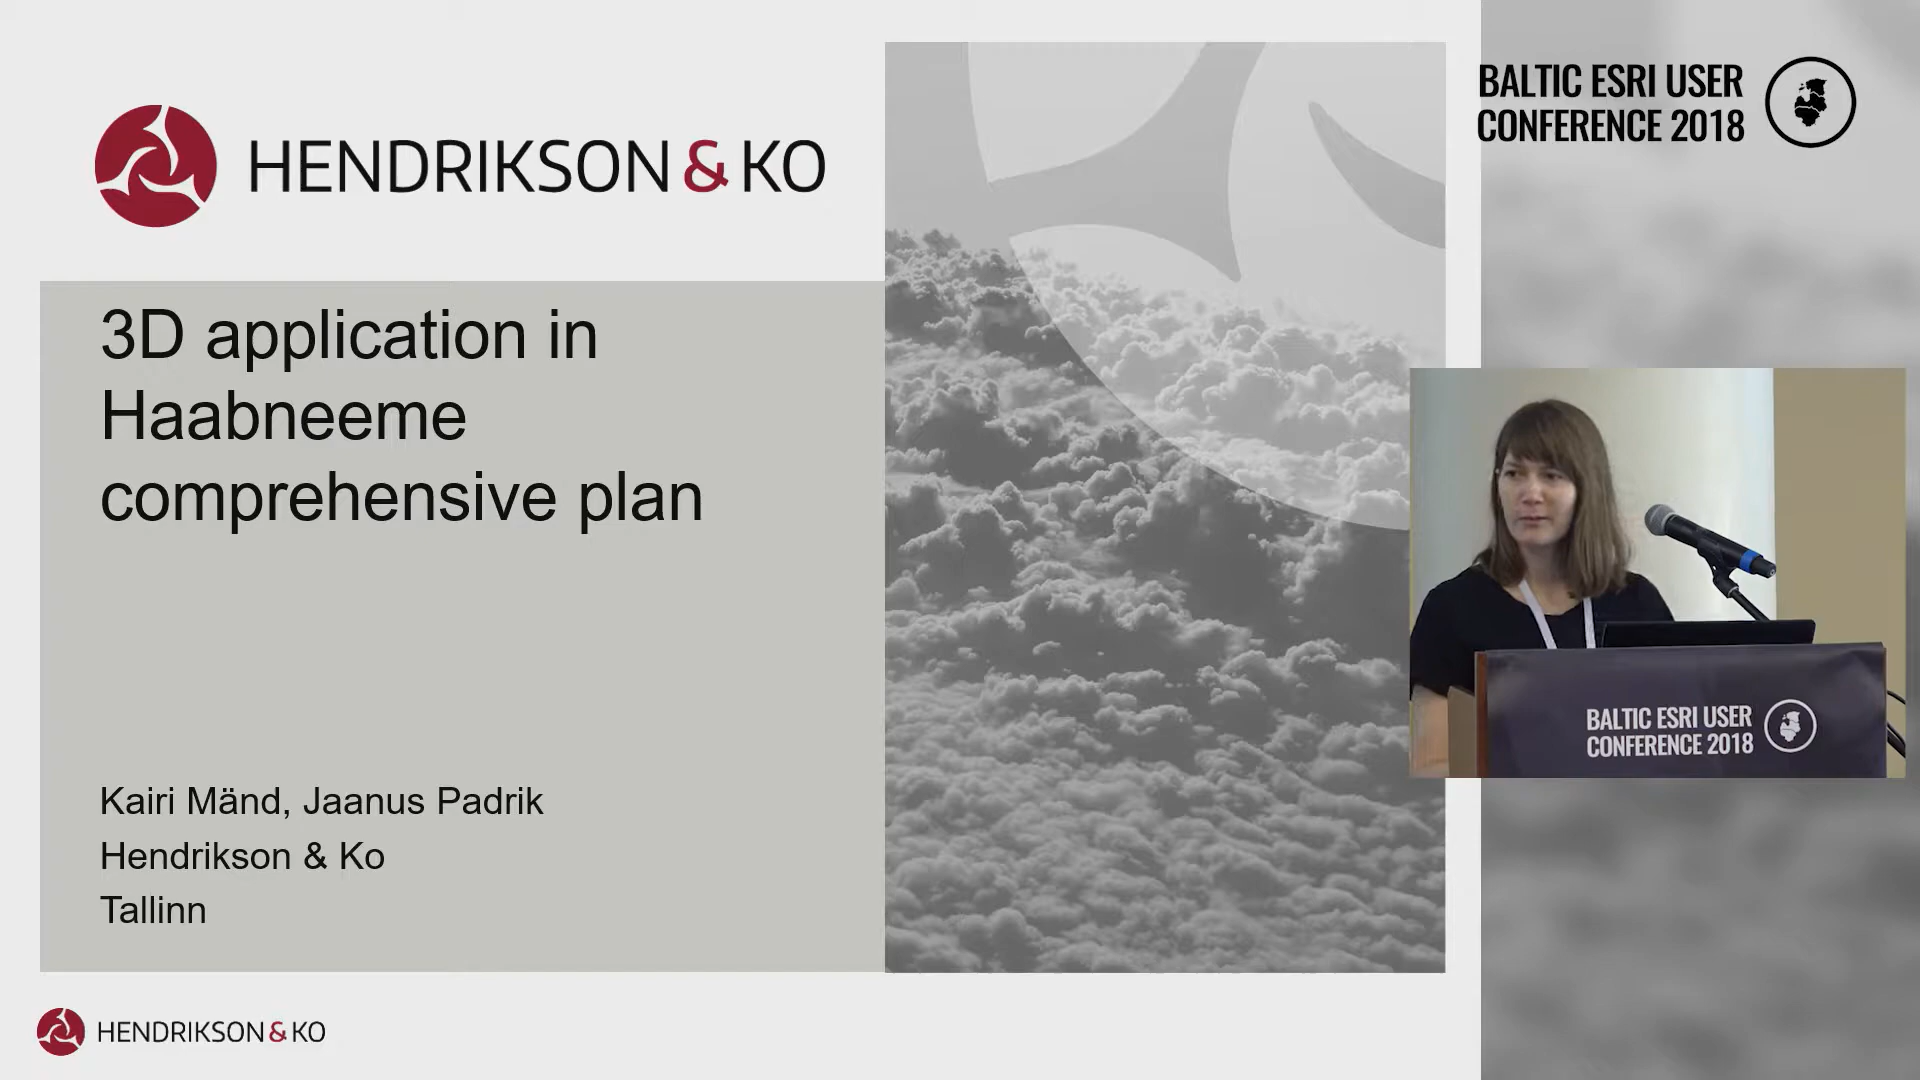 HENDRIKSON & KO
BALTIC ESRI USER
CONFERENCE 2018
3D application in
Haabneeme
comprehensive plan
Kairi Mänd, Jaanus Padrik
Hendrikson & Ko
Tallinn
BALTIC ESRI USER
CONFERENCE 2018
HENDRIKSON & KO